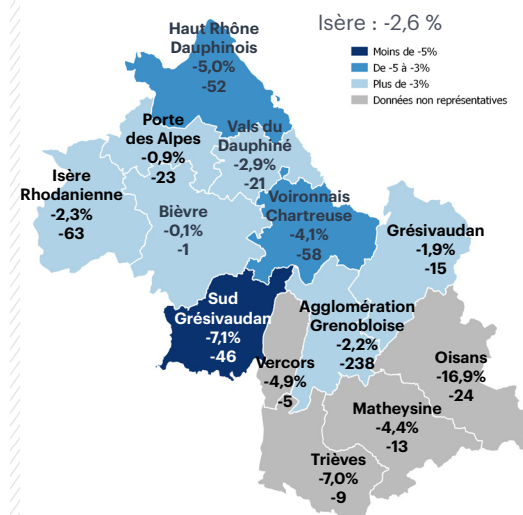 Isère : -2,6 %
Moins de -5%
De -5 à -3%
Plus de -3%
Données non représentatives
Haut Rhône
Dauphinois
-5,0%
-52
Porte
des Alpes
-0,9%
-23
Vals du
Dauphiné
-2,9%
-21
Isère
Rhodanienne
-2,3%
-63
Bièvre
-0,1%
-1
Voironnais
Chartreuse
-4,1%
-58
Grésivaudan
-1,9%
-15
Sud
Grésivaudan
-7,1%
-46
Agglomération
Grenobloise
-2,2%
-238
Vercors
-4,9%
-5
Oisans
-16,9%
-24
Matheysine
-4,4%
-13
Trièves
-7,0%
-9